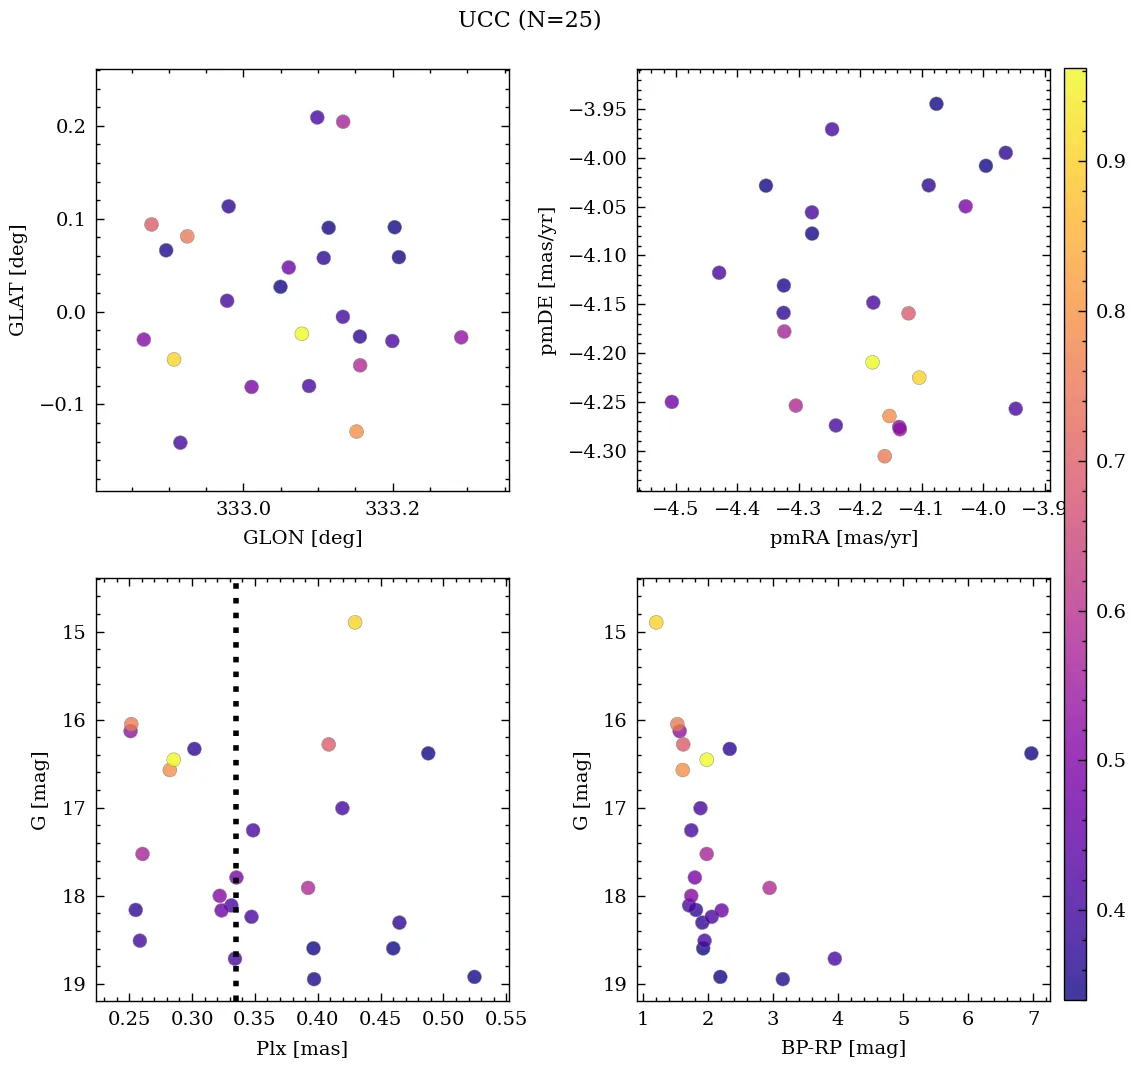 UCC (N=25)
GLAT [deg]
0.2
0.1
0.0
−0.1
333.0 333.2
GLON [deg]
pmDE [mas/yr]
−3.95
−4.00
−4.05
−4.10
−4.15
−4.20
−4.25
−4.30
−4.5 −4.4 −4.3 −4.2 −4.1 −4.0 −3.9
pmRA [mas/yr]
G [mag]
15
16
17
18
19
0.25 0.30 0.35 0.40 0.45 0.50 0.55
Plx [mas]
G [mag]
15
16
17
18
19
1 2 3 4 5 6 7
BP-RP [mag]
0.9
0.8
0.7
0.6
0.5
0.4